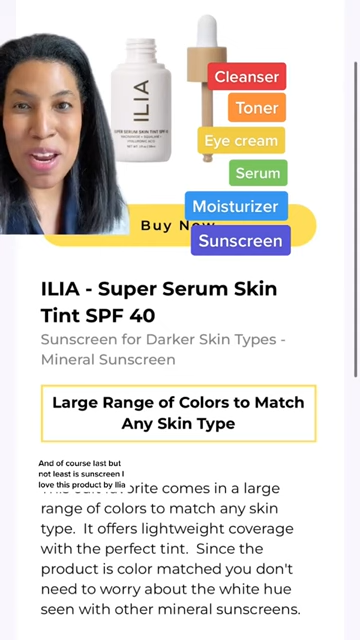 ILIA
SUPER SERUM SKIN TINT SPF 40
Cleanser
Toner
Eye cream
Serum
Moisturizer
Buy Now
Sunscreen
ILIA - Super Serum Skin
Tint SPF 40
Sunscreen for Darker Skin Types -
Mineral Sunscreen
Large Range of Colors to Match
Any Skin Type
And of course last but
not least is sunscreen I
love this product by Ilia
comes in a large
range of colors to match any skin
type. It offers lightweight coverage
with the perfect tint. Since the
product is color matched you don't
need to worry about the white hue
seen with other mineral sunscreens.